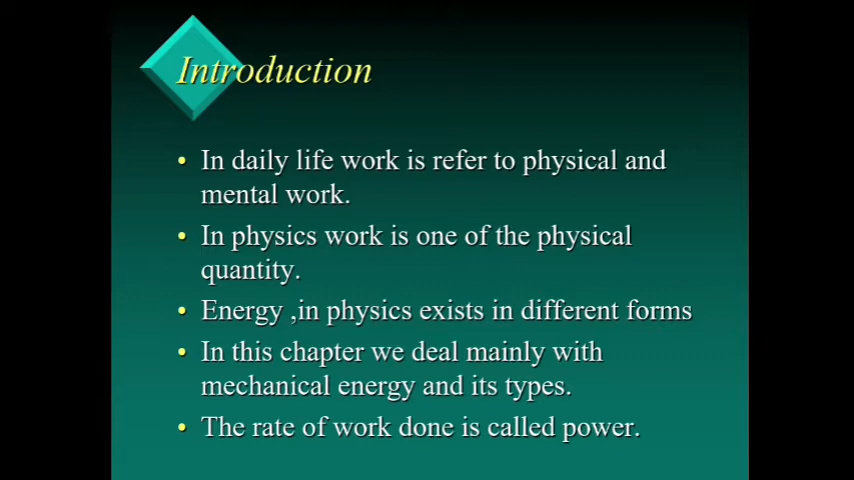 Introduction
• In daily life work is refer to physical and
mental work.
• In physics work is one of the physical
quantity.
• Energy ,in physics exists in different forms
• In this chapter we deal mainly with
mechanical energy and its types.
• The rate of work done is called power.